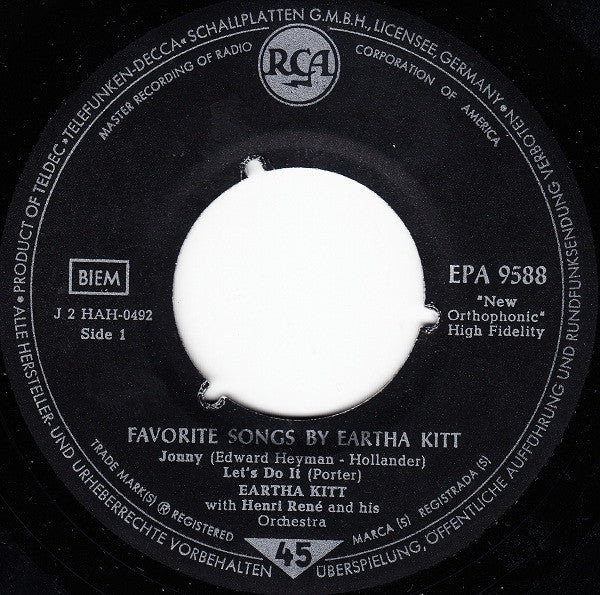 • PRODUCT OF TELDEC »TELEFUNKEN-DECCA« SCHALLPLATTEN G.M.B.H., LICENSEE, GERMANY •
MASTER RECORDING OF RADIO CORPORATION OF AMERICA
RCA
BIEM
J 2 HAH-0492
Side 1
EPA 9588
"New
Orthophonic"
High Fidelity
FAVORITE SONGS BY EARTHA KITT
Jonny (Edward Heyman - Hollander)
Let's Do It (Porter)
EARTHA KITT
with Henri René and his
Orchestra
TRADE MARK(S) ® REGISTERED
MARCA (S) REGISTRADA (S)
45
ALLE HERSTELLER- UND URHEBERRECHTE VORBEHALTEN
ÜBERSPIELUNG, ÖFFENTLICHE AUFFÜHRUNG UND RUNDFUNKSENDUNG VERBOTEN